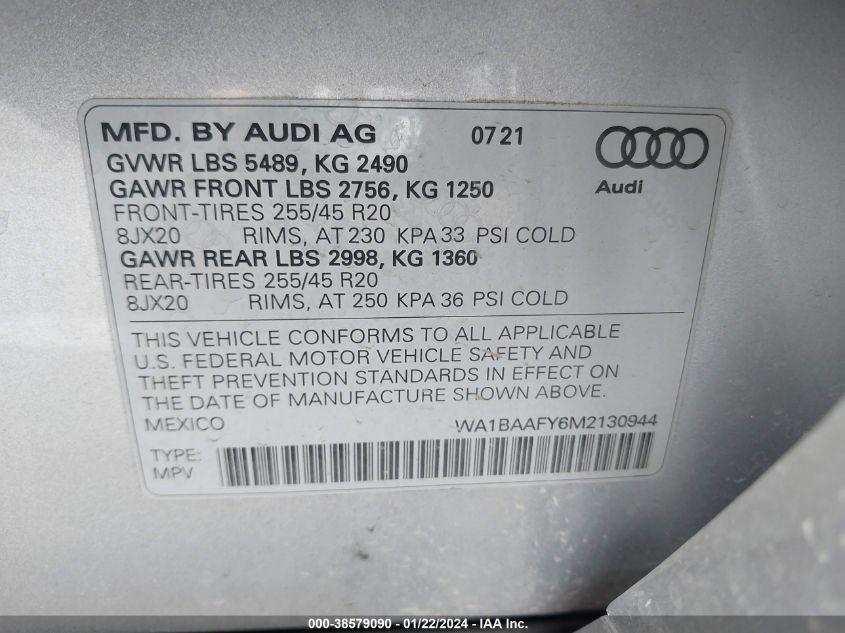 MFD. BY AUDI AG 07 21
GVWR LBS 5489, KG 2490
GAWR FRONT LBS 2756, KG 1250
Audi
FRONT-TIRES 255/45 R20
8JX20 RIMS, AT 230 KPA 33 PSI COLD
GAWR REAR LBS 2998, KG 1360
REAR-TIRES 255/45 R20
8JX20 RIMS, AT 250 KPA 36 PSI COLD
THIS VEHICLE CONFORMS TO ALL APPLICABLE
U.S. FEDERAL MOTOR VEHICLE SAFETY AND
THEFT PREVENTION STANDARDS IN EFFECT ON
THE DATE OF MANUFACTURE SHOWN ABOVE.
MEXICO WA1BAAFY6M2130944
TYPE:
MPV
000-38579090 - 01/22/2024 - IAA Inc.